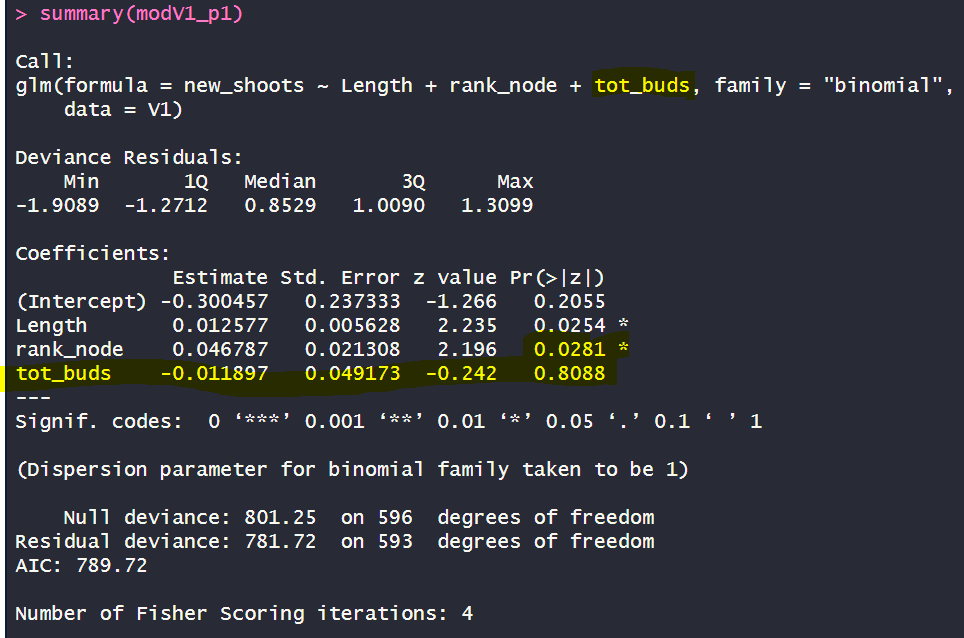 > summary(modV1_p1)
Call:
glm(formula = new_shoots ~ Length + rank_node + tot_buds, family = "binomial",
    data = V1)
Deviance Residuals:
    Min       1Q   Median       3Q      Max
-1.9089  -1.2712   0.8529   1.0090   1.3099
Coefficients:
             Estimate Std. Error z value Pr(>|z|)
(Intercept) -0.300457   0.237333  -1.266   0.2055
Length       0.012577   0.005628   2.235   0.0254 *
rank_node    0.046787   0.021308   2.196   0.0281 *
tot_buds    -0.011897   0.049173  -0.242   0.8088
---
Signif. codes:  0 ‘***’ 0.001 ‘**’ 0.01 ‘*’ 0.05 ‘.’ 0.1 ‘ ’ 1
(Dispersion parameter for binomial family taken to be 1)
    Null deviance: 801.25  on 596  degrees of freedom
Residual deviance: 781.72  on 593  degrees of freedom
AIC: 789.72
Number of Fisher Scoring iterations: 4